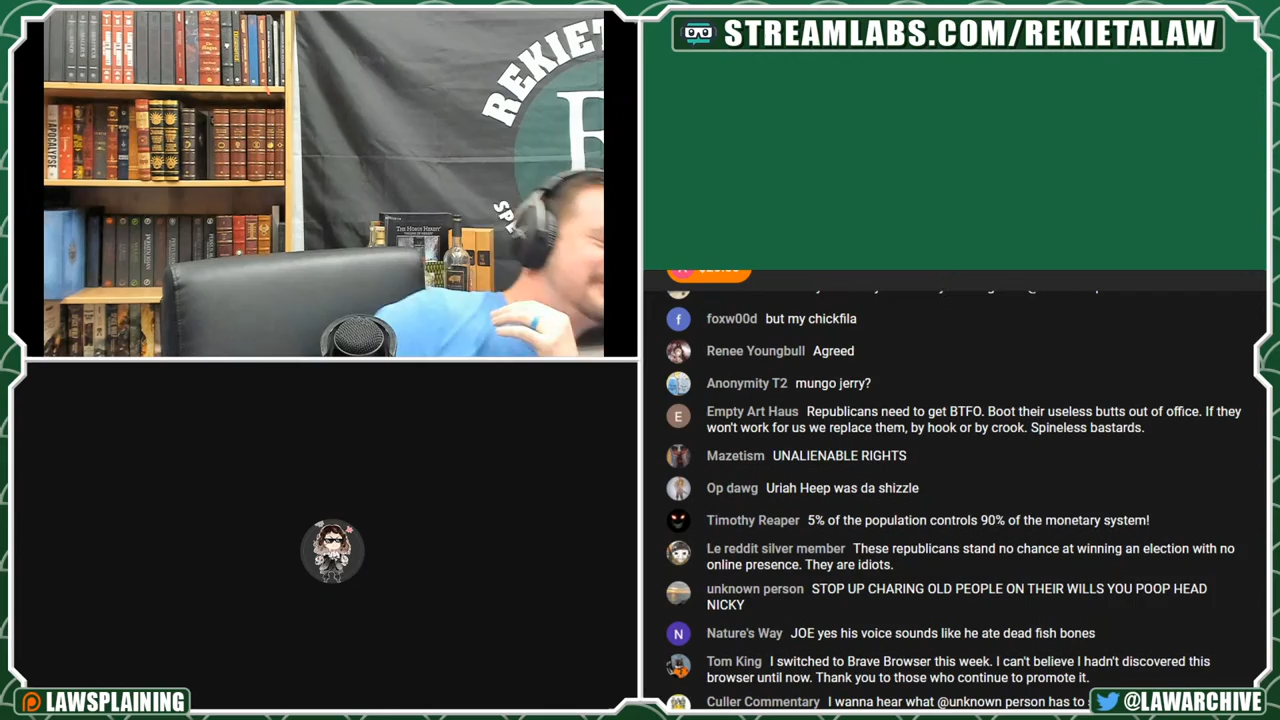 STREAMLABS.COM/REKIETALAW
REKIET
SPE
THE HORUS HERESY
APOCALYPSE
foxw00d but my chickfila
Renee Youngbull Agreed
Anonymity T2 mungo jerry?
Empty Art Haus Republicans need to get BTFO. Boot their useless butts out of office. If they
won't work for us we replace them, by hook or by crook. Spineless bastards.
Mazetism UNALIENABLE RIGHTS
Op dawg Uriah Heep was da shizzle
Timothy Reaper 5% of the population controls 90% of the monetary system!
Le reddit silver member These republicans stand no chance at winning an election with no
online presence. They are idiots.
unknown person STOP UP CHARING OLD PEOPLE ON THEIR WILLS YOU POOP HEAD
NICKY
Nature's Way JOE yes his voice sounds like he ate dead fish bones
Tom King I switched to Brave Browser this week. I can't believe I hadn't discovered this
browser until now. Thank you to those who continue to promote it.
Culler Commentary I wanna hear what @unknown person has to
LAWSPLAINING
@LAWARCHIVE